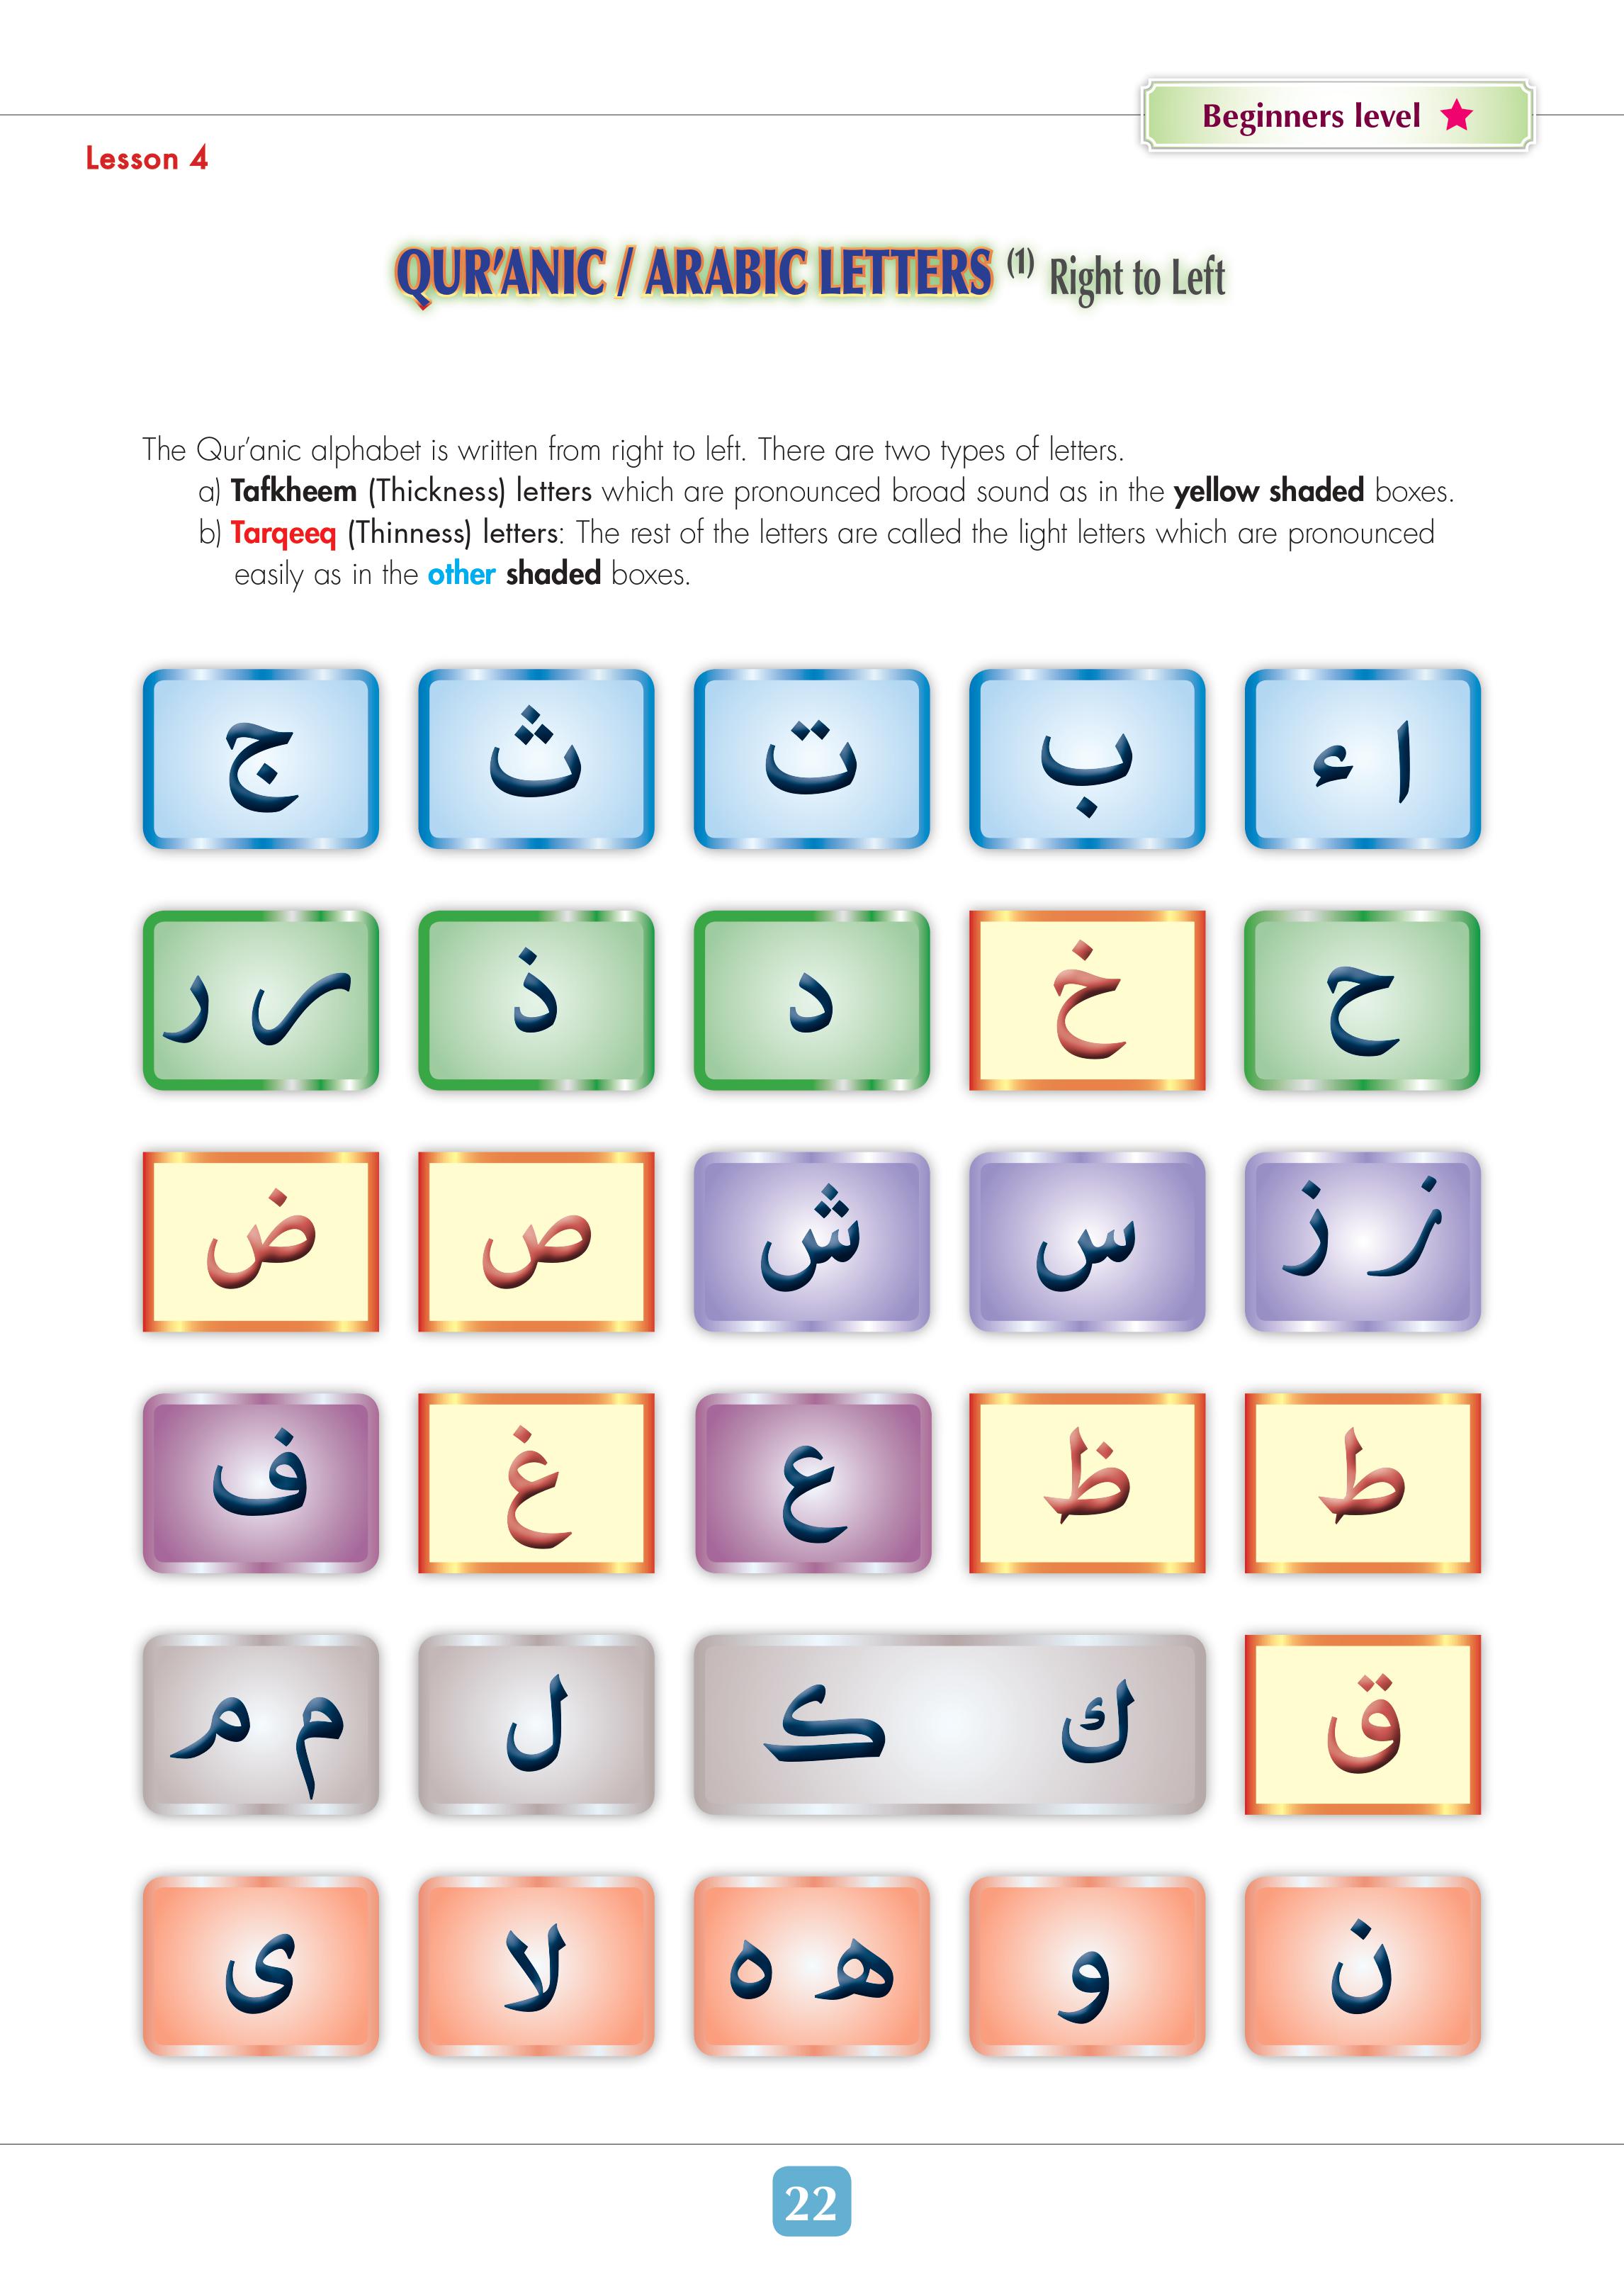 Beginners level
Lesson 4
QUR’ANIC / ARABIC LETTERS (1) Right to Left
The Qur’anic alphabet is written from right to left. There are two types of letters.
a) Tafkheem (Thickness) letters which are pronounced broad sound as in the yellow shaded boxes.
b) Tarqeeq (Thinness) letters: The rest of the letters are called the light letters which are pronounced
easily as in the other shaded boxes.
ا ء ب ت ث ج
ح خ د ذ ر ر
ز ز س ش ص ض
ط ظ ع غ ف
ق ك ک ل م م
ن و ه ه لا ى
22